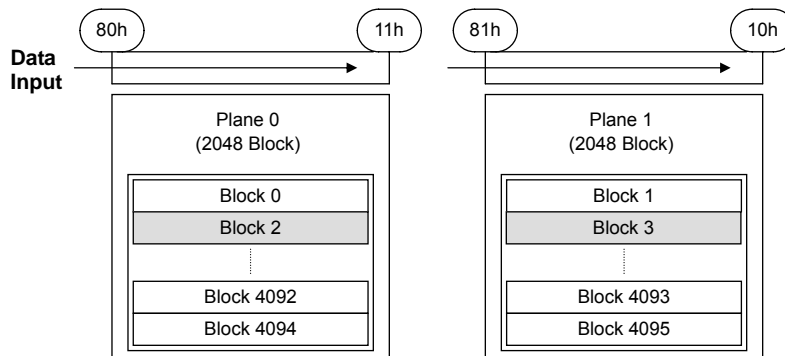 80h 11h 81h 10h
Data
Input
Plane 0
(2048 Block)
Block 0
Block 2
Block 4092
Block 4094
Plane 1
(2048 Block)
Block 1
Block 3
Block 4093
Block 4095